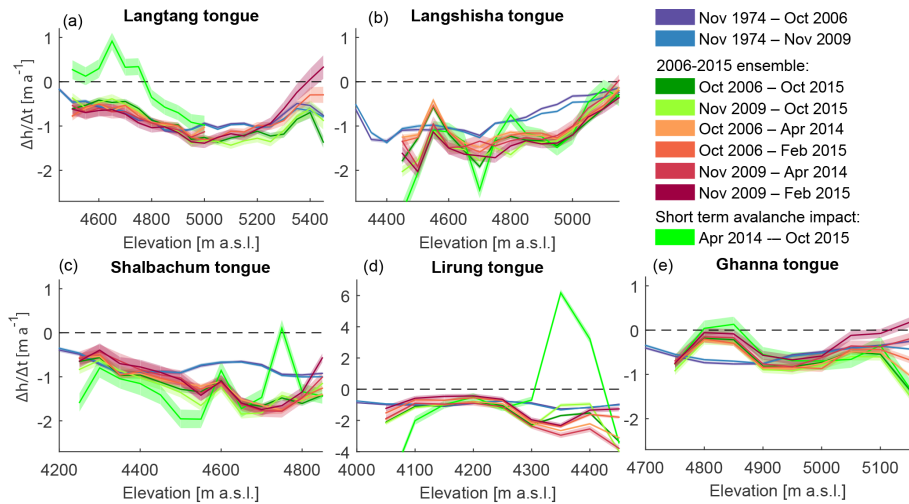 (a) Langtang tongue
1
0
-1
-2
Δh/Δt [m a⁻¹]
4600 4800 5000 5200 5400
Elevation [m a.s.l.]
(b) Langshisha tongue
1
0
-1
-2
4400 4600 4800 5000
Elevation [m a.s.l.]
Nov 1974 – Oct 2006
Nov 1974 – Nov 2009
2006-2015 ensemble:
Oct 2006 – Oct 2015
Nov 2009 – Oct 2015
Oct 2006 – Apr 2014
Oct 2006 – Feb 2015
Nov 2009 – Apr 2014
Nov 2009 – Feb 2015
Short term avalanche impact:
Apr 2014 -– Oct 2015
(c) Shalbachum tongue
1
0
-1
-2
Δh/Δt [m a⁻¹]
4200 4400 4600 4800
Elevation [m a.s.l.]
(d) Lirung tongue
6
4
2
0
-2
-4
4000 4100 4200 4300 4400
Elevation [m a.s.l.]
(e) Ghanna tongue
1
0
-1
-2
4700 4800 4900 5000 5100
Elevation [m a.s.l.]